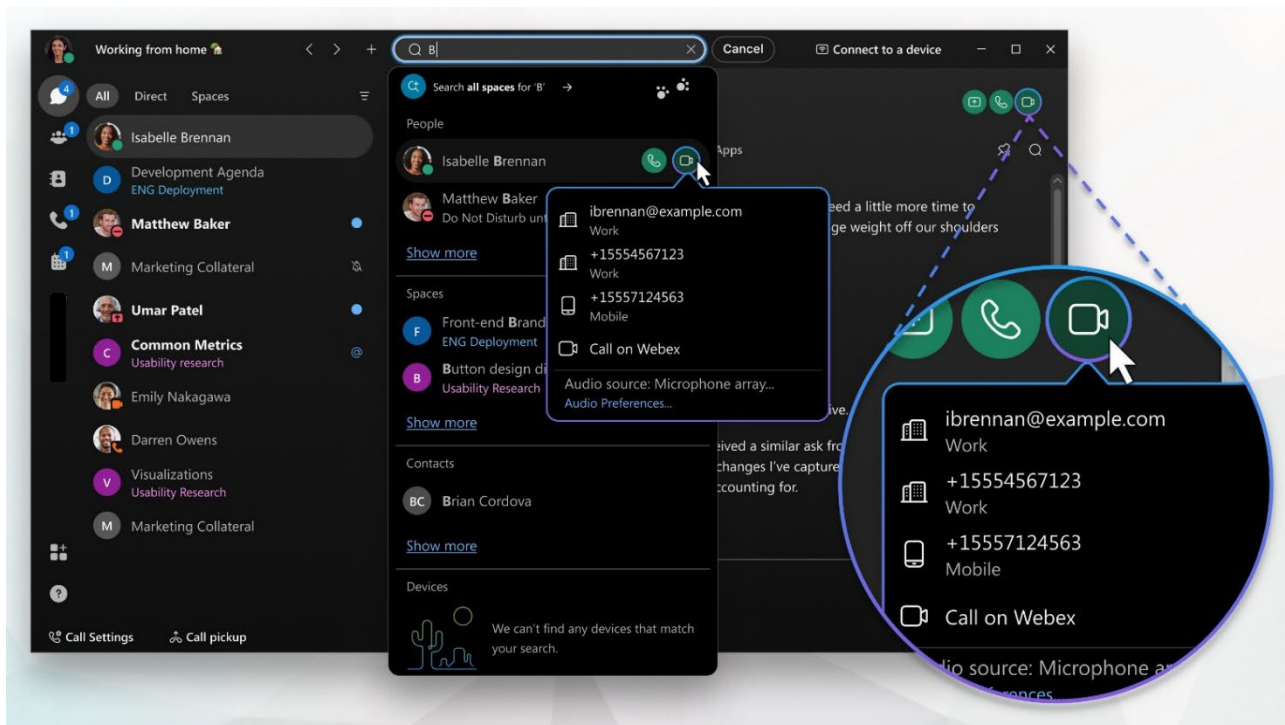 Working from home
B
Cancel
Connect to a device
4
All Direct Spaces
Isabelle Brennan
1
Development Agenda
ENG Deployment
D
Matthew Baker
1
M
Marketing Collateral
1
Umar Patel
C
Common Metrics
Usability research
@
Emily Nakagawa
Darren Owens
V
Visualizations
Usability Research
M
Marketing Collateral
?
Call Settings
Call pickup
Search all spaces for 'B'
People
Isabelle Brennan
Matthew Baker
Do Not Disturb unt
Show more
Spaces
F
Front-end Brand
ENG Deployment
B
Button design di
Usability Research
Show more
Contacts
BC
Brian Cordova
Show more
Devices
We can't find any devices that match
your search.
ibrennan@example.com
Work
+15554567123
Work
+15557124563
Mobile
Call on Webex
Audio source: Microphone array...
Audio Preferences...
Apps
eed a little more time to
ge weight off our shoulders
ive.
eived a similar ask fro
changes I've capture
ccounting for.
ibrennan@example.com
Work
+15554567123
Work
+15557124563
Mobile
Call on Webex
dio source: Microphone ar